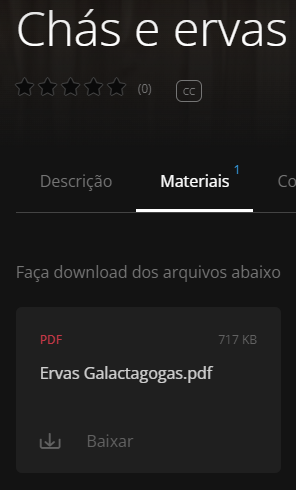 Chás e ervas
(0) CC
Descrição Materiais 1 Co
Faça download dos arquivos abaixo
PDF 717 KB
Ervas Galactagogas.pdf
Baixar